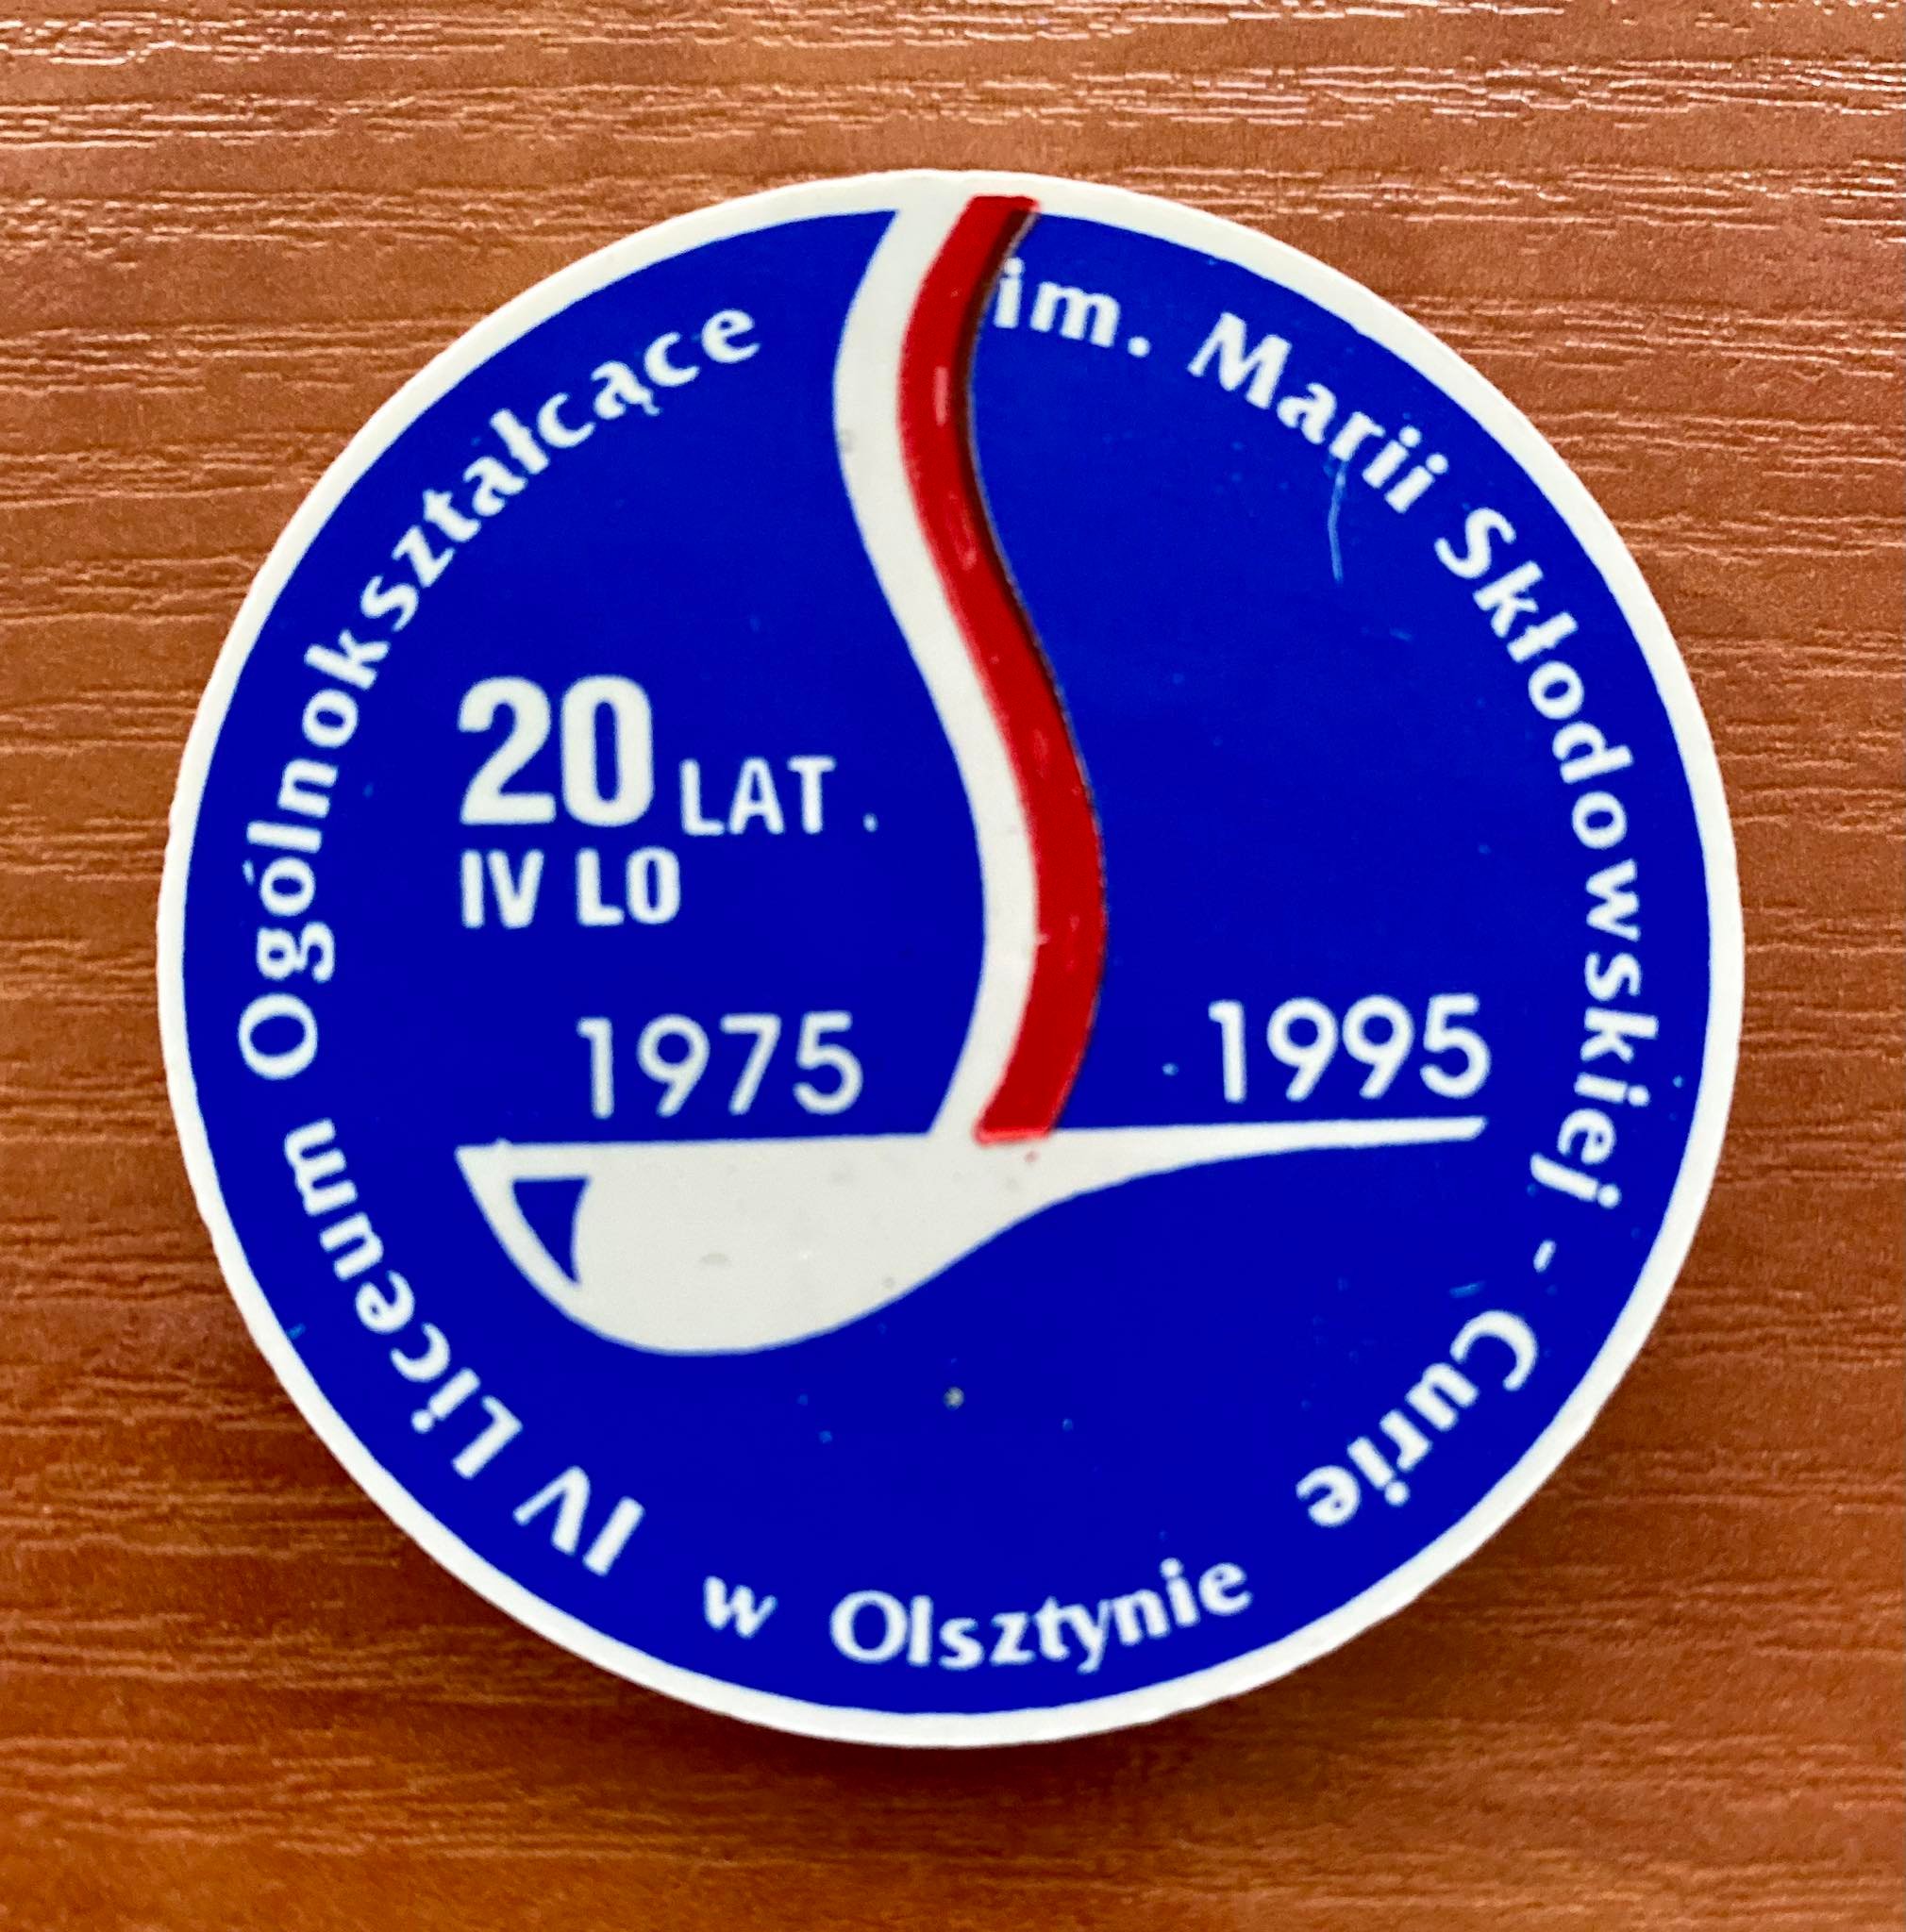 IV Liceum Ogólnokształcące im. Marii Skłodowskiej - Curie
w Olsztynie
20 LAT.
IV LO
1975 1995